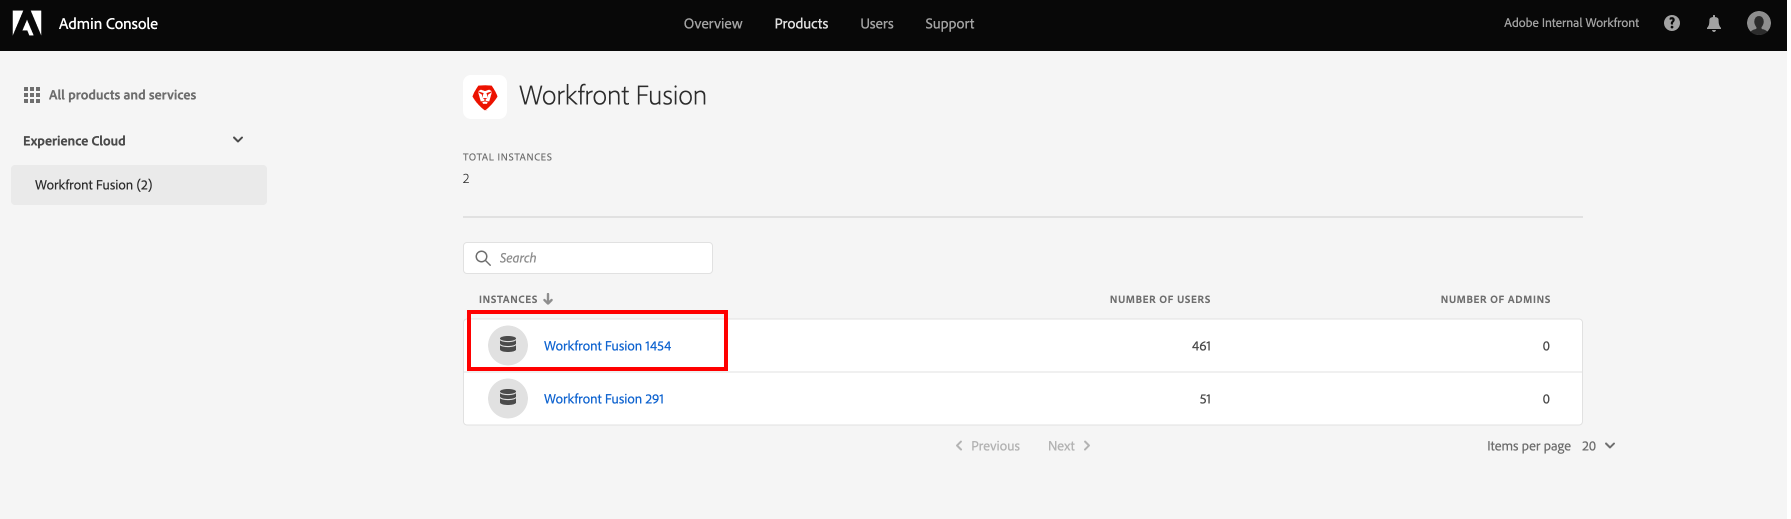 Admin Console
Overview Products Users Support
Adobe Internal Workfront
All products and services
Experience Cloud
Workfront Fusion (2)
Workfront Fusion
TOTAL INSTANCES
2
Search
INSTANCES NUMBER OF USERS NUMBER OF ADMINS
Workfront Fusion 1454 461 0
Workfront Fusion 291 51 0
Previous Next Items per page 20